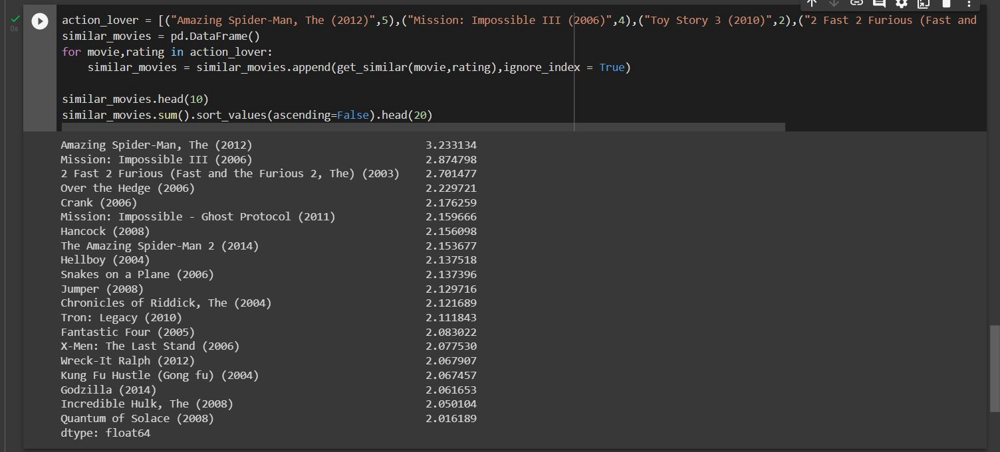 action_lover = [("Amazing Spider-Man, The (2012)",5),("Mission: Impossible III (2006)",4),("Toy Story 3 (2010)",2),("2 Fast 2 Furious (Fast and
0s
similar_movies = pd.DataFrame()
for movie,rating in action_lover:
    similar_movies = similar_movies.append(get_similar(movie,rating),ignore_index = True)
similar_movies.head(10)
similar_movies.sum().sort_values(ascending=False).head(20)
Amazing Spider-Man, The (2012) 3.233134
Mission: Impossible III (2006) 2.874798
2 Fast 2 Furious (Fast and the Furious 2, The) (2003) 2.701477
Over the Hedge (2006) 2.229721
Crank (2006) 2.176259
Mission: Impossible - Ghost Protocol (2011) 2.159666
Hancock (2008) 2.156098
The Amazing Spider-Man 2 (2014) 2.153677
Hellboy (2004) 2.137518
Snakes on a Plane (2006) 2.137396
Jumper (2008) 2.129716
Chronicles of Riddick, The (2004) 2.121689
Tron: Legacy (2010) 2.111843
Fantastic Four (2005) 2.083022
X-Men: The Last Stand (2006) 2.077530
Wreck-It Ralph (2012) 2.067907
Kung Fu Hustle (Gong fu) (2004) 2.067457
Godzilla (2014) 2.061653
Incredible Hulk, The (2008) 2.050104
Quantum of Solace (2008) 2.016189
dtype: float64